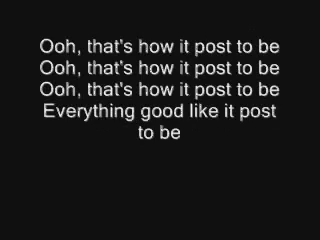 Ooh, that's how it post to be
Ooh, that's how it post to be
Ooh, that's how it post to be
Everything good like it post
to be